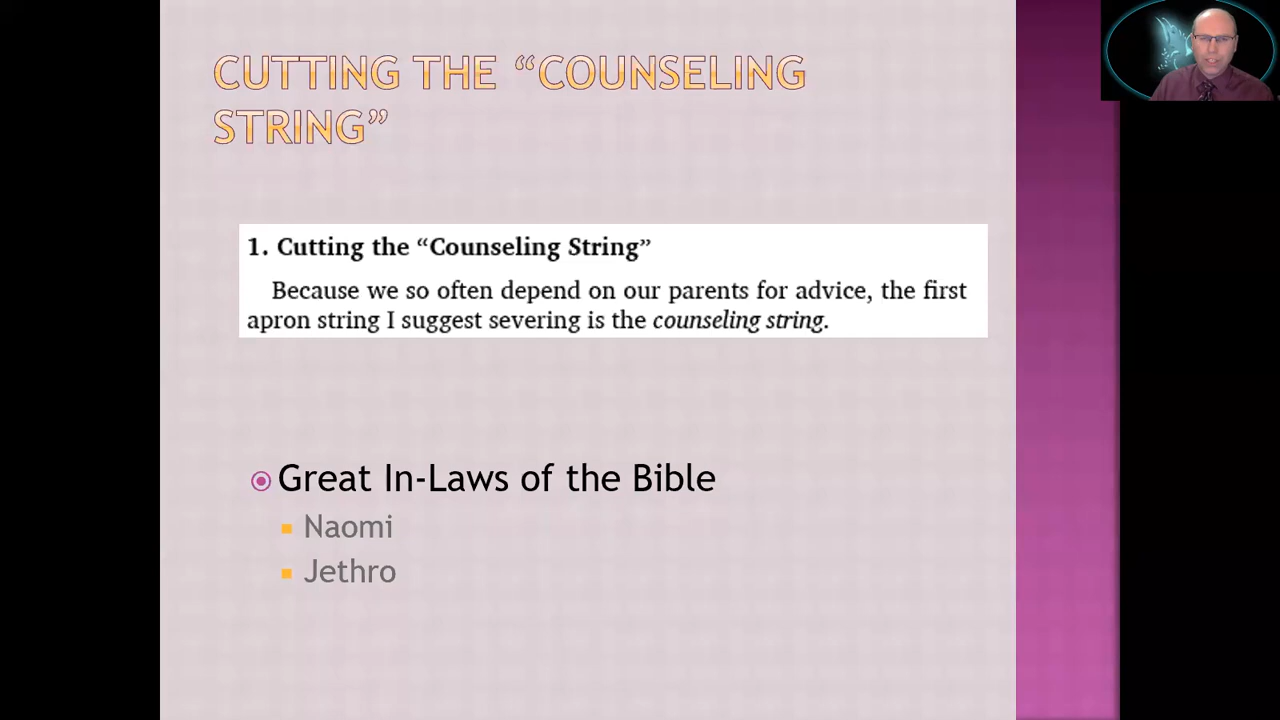 CUTTING THE “COUNSELING
STRING”
1. Cutting the “Counseling String”
Because we so often depend on our parents for advice, the first
apron string I suggest severing is the counseling string.
Great In-Laws of the Bible
Naomi
Jethro